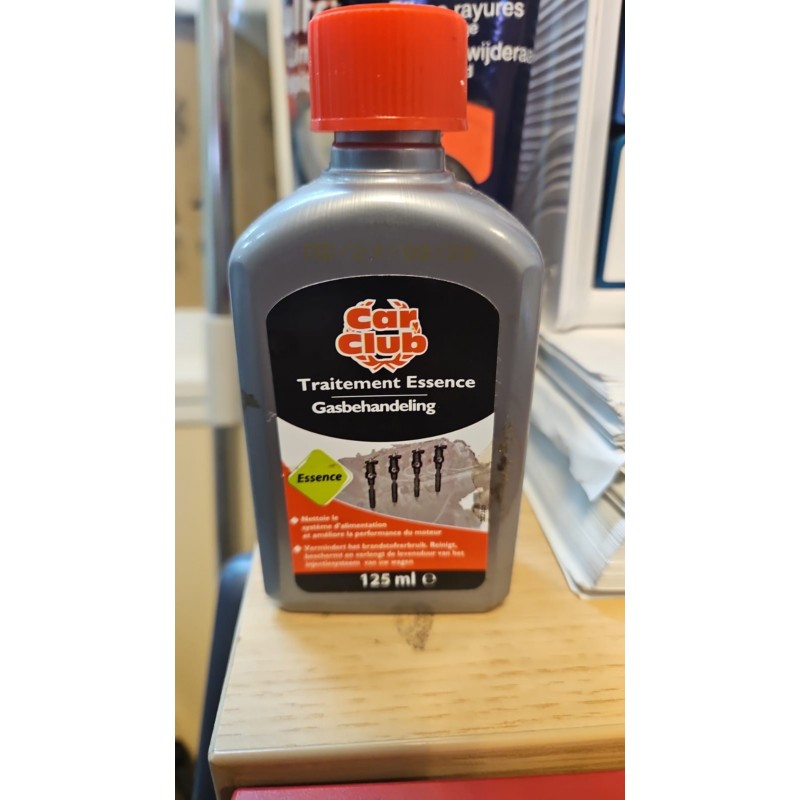 rayures
wijdera
Car
Club
Traitement Essence
Gasbehandeling
Essence
Nettoie le
système d'alimentation
et améliore la performance du moteur
Vermindert het brandstofverbruik. Reinigt,
beschermt en verlengt de levensduur van het
injectiesysteem van uw wagen
125 ml e